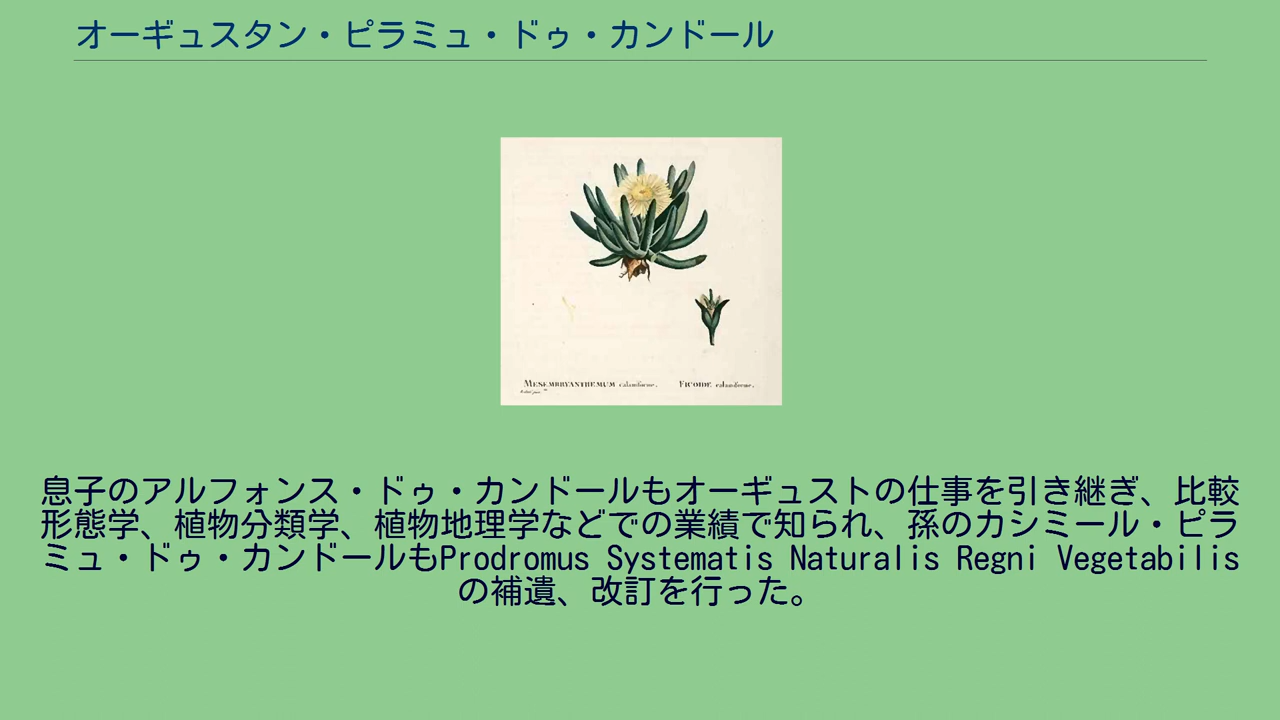 オーギュスタン・ピラミュ・ドゥ・カンドール
MESEMBRYANTHEMUM calamiforme. FICOIDE calamiforme.
息子のアルフォンス・ドゥ・カンドールもオーギュストの仕事を引き継ぎ、比較
形態学、植物分類学、植物地理学などでの業績で知られ、孫のカシミール・ピラ
ミュ・ドゥ・カンドールもProdromus Systematis Naturalis Regni Vegetabilis
の補遺、改訂を行った。